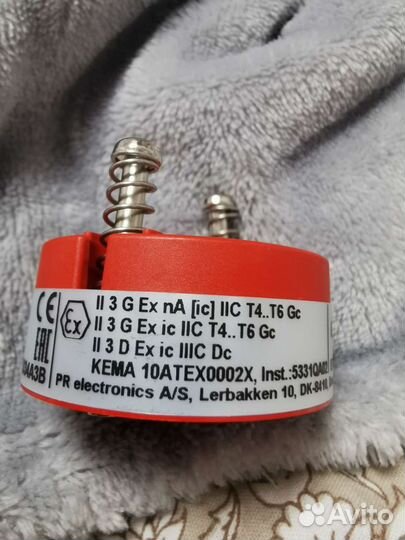 II 3 G Ex nA [ic] IIC T4..T6 Gc
II 3 G Ex ic IIC T4..T6 Gc
II 3 D Ex ic IIIC Dc
KEMA 10ATEX0002X, Inst.:5331QA02
PR electronics A/S, Lerbakken 10, DK-8410,
CE
Ex
EAC
Avito